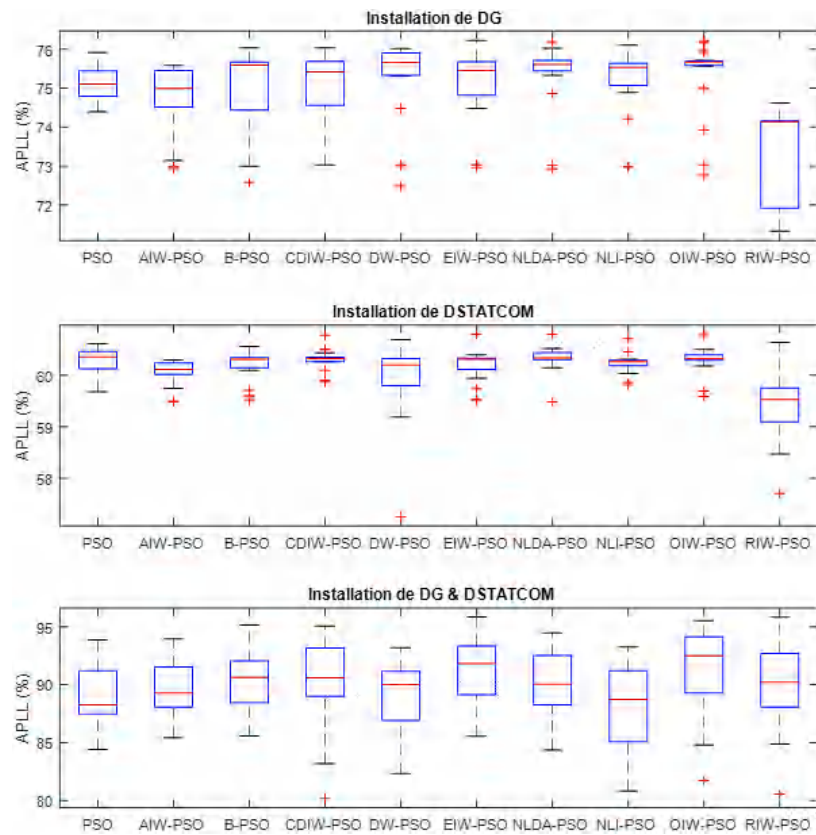 Installation de DG
APLL (%)
76
75
74
73
72
PSO AIW-PSO B-PSO CDIW-PSO DW-PSO EIW-PSO NLDA-PSO NLI-PSO OIW-PSO RIW-PSO
Installation de DSTATCOM
APLL (%)
60
59
58
PSO AIW-PSO B-PSO CDIW-PSO DW-PSO EIW-PSO NLDA-PSO NLI-PSO OIW-PSO RIW-PSO
Installation de DG & DSTATCOM
APLL (%)
95
90
85
80
PSO AIW-PSO B-PSO CDIW-PSO DW-PSO EIW-PSO NLDA-PSO NLI-PSO OIW-PSO RIW-PSO